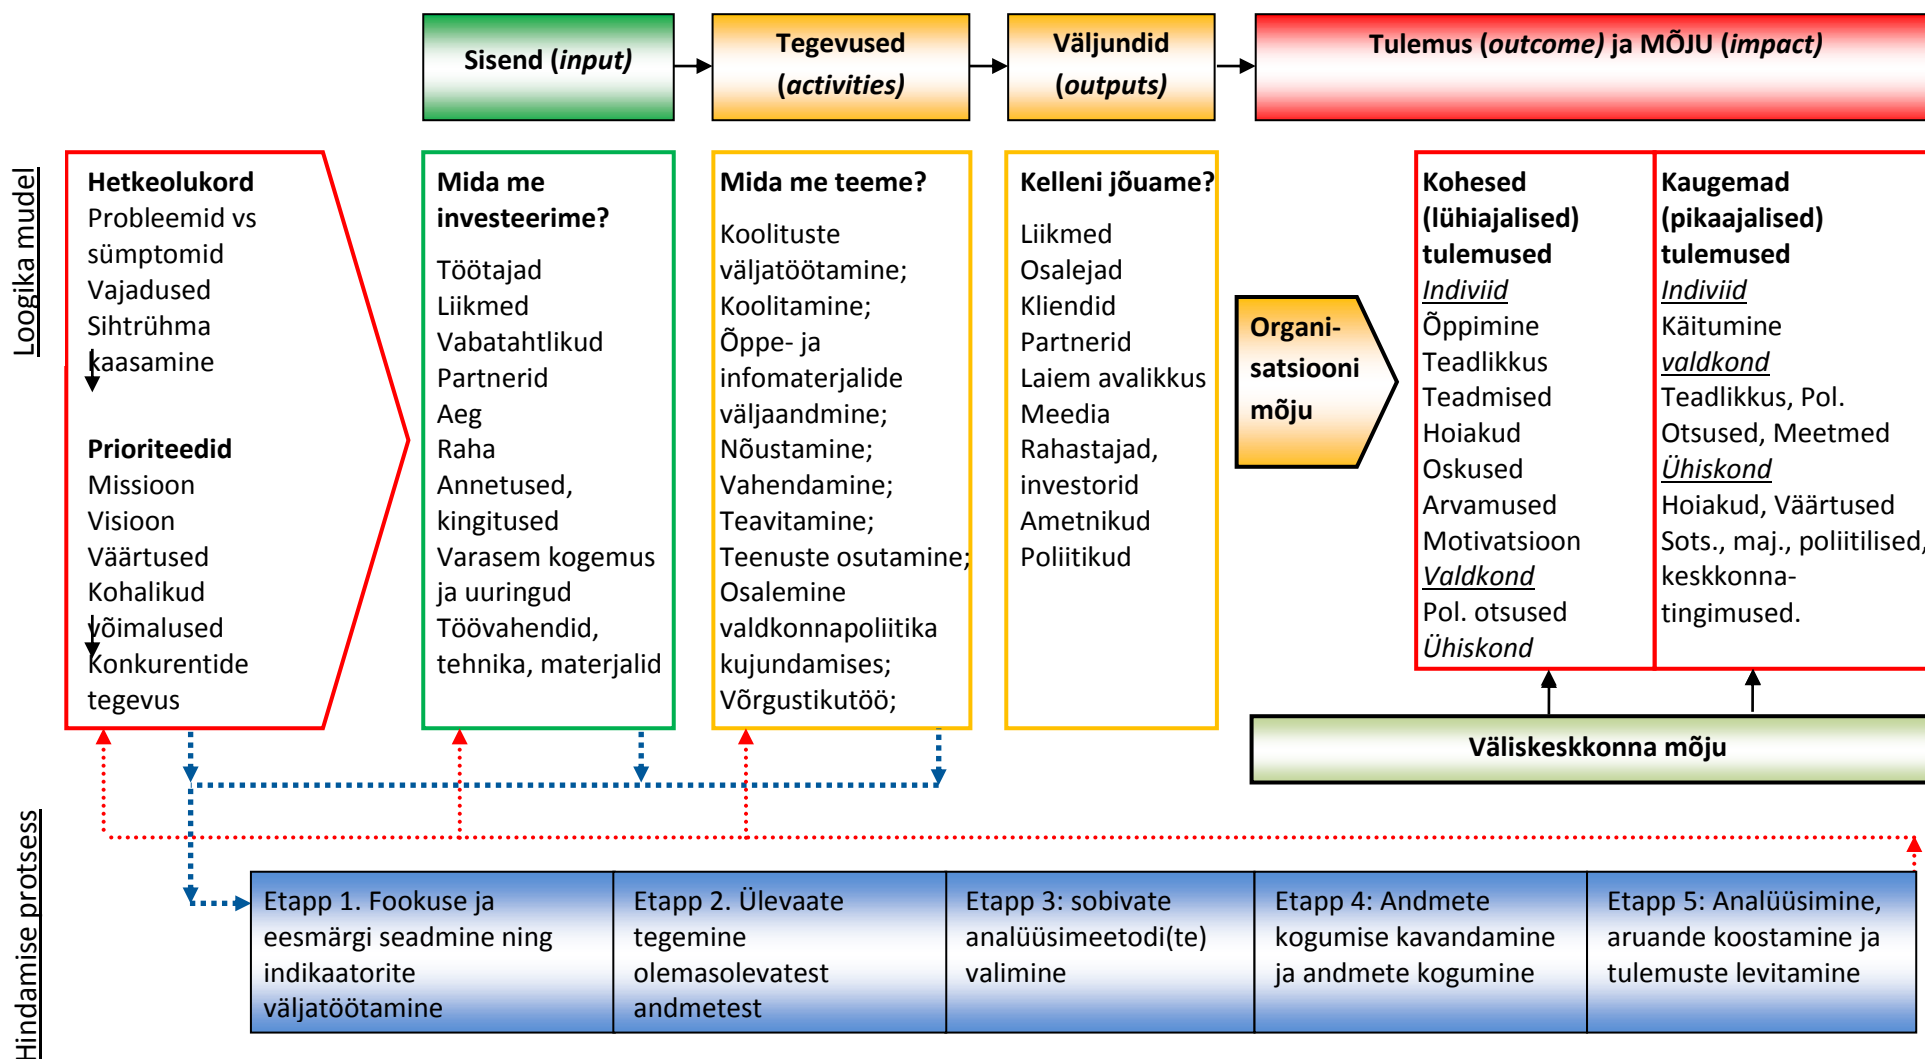 Sisend (input)
Tegevused
(activities)
Väljundid
(outputs)
Tulemus (outcome) ja MÕJU (impact)
Loogika mudel
Hetkeolukord
Probleemid vs
sümptomid
Vajadused
Sihtrühma
kaasamine
Prioriteedid
Missioon
Visioon
Väärtused
Kohalikud
võimalused
Konkurentide
tegevus
Mida me
investeerime?
Töötajad
Liikmed
Vabatahtlikud
Partnerid
Aeg
Raha
Annetused,
kingitused
Varasem kogemus
ja uuringud
Töövahendid,
tehnika, materjalid
Mida me teeme?
Koolituste
väljatöötamine;
Koolitamine;
Õppe- ja
infomaterjalide
väljaandmine;
Nõustamine;
Vahendamine;
Teavitamine;
Teenuste osutamine;
Osalemine
valdkonnapoliitika
kujundamises;
Võrgustikutöö;
Kelleni jõuame?
Liikmed
Osalejad
Kliendid
Partnerid
Laiem avalikkus
Meedia
Rahastajad,
investorid
Ametnikud
Poliitikud
Organi-
satsiooni
mõju
Kohesed
(lühiajalised)
tulemused
Indiviid
Õppimine
Teadlikkus
Teadmised
Hoiakud
Oskused
Arvamused
Motivatsioon
Valdkond
Pol. otsused
Ühiskond
Kaugemad
(pikaajalised)
tulemused
Indiviid
Käitumine
valdkond
Teadlikkus, Pol.
Otsused, Meetmed
Ühiskond
Hoiakud, Väärtused
Sots., maj., poliitilised,
keskkonna-
tingimused.
Väliskeskkonna mõju
Hindamise protsess
Etapp 1. Fookuse ja
eesmärgi seadmine ning
indikaatorite
väljatöötamine
Etapp 2. Ülevaate
tegemine
olemasolevatest
andmetest
Etapp 3: sobivate
analüüsimeetodi(te)
valimine
Etapp 4: Andmete
kogumise kavandamine
ja andmete kogumine
Etapp 5: Analüüsimine,
aruande koostamine ja
tulemuste levitamine